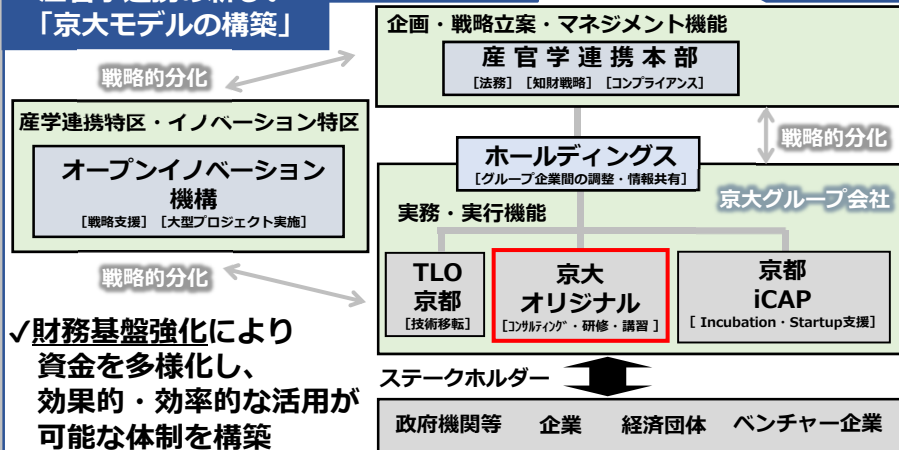 「京大モデルの構築」
戦略的分化
産学連携特区・イノベーション特区
オープンイノベーション
機構
[戦略支援] [大型プロジェクト実施]
戦略的分化
✓財務基盤強化により
資金を多様化し、
効果的・効率的な活用が
可能な体制を構築
企画・戦略立案・マネジメント機能
産官学連携本部
[法務] [知財戦略] [コンプライアンス]
戦略的分化
ホールディングス
[グループ企業間の調整・情報共有]
京大グループ会社
実務・実行機能
TLO
京都
[技術移転]
京大
オリジナル
[コンサルティング・研修・講習 ]
京都
iCAP
[ Incubation・Startup支援]
ステークホルダー
政府機関等 企業 経済団体 ベンチャー企業